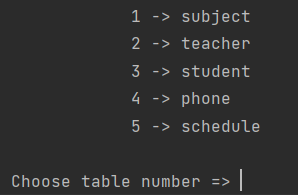 1 -> subject
2 -> teacher
3 -> student
4 -> phone
5 -> schedule
Choose table number =>